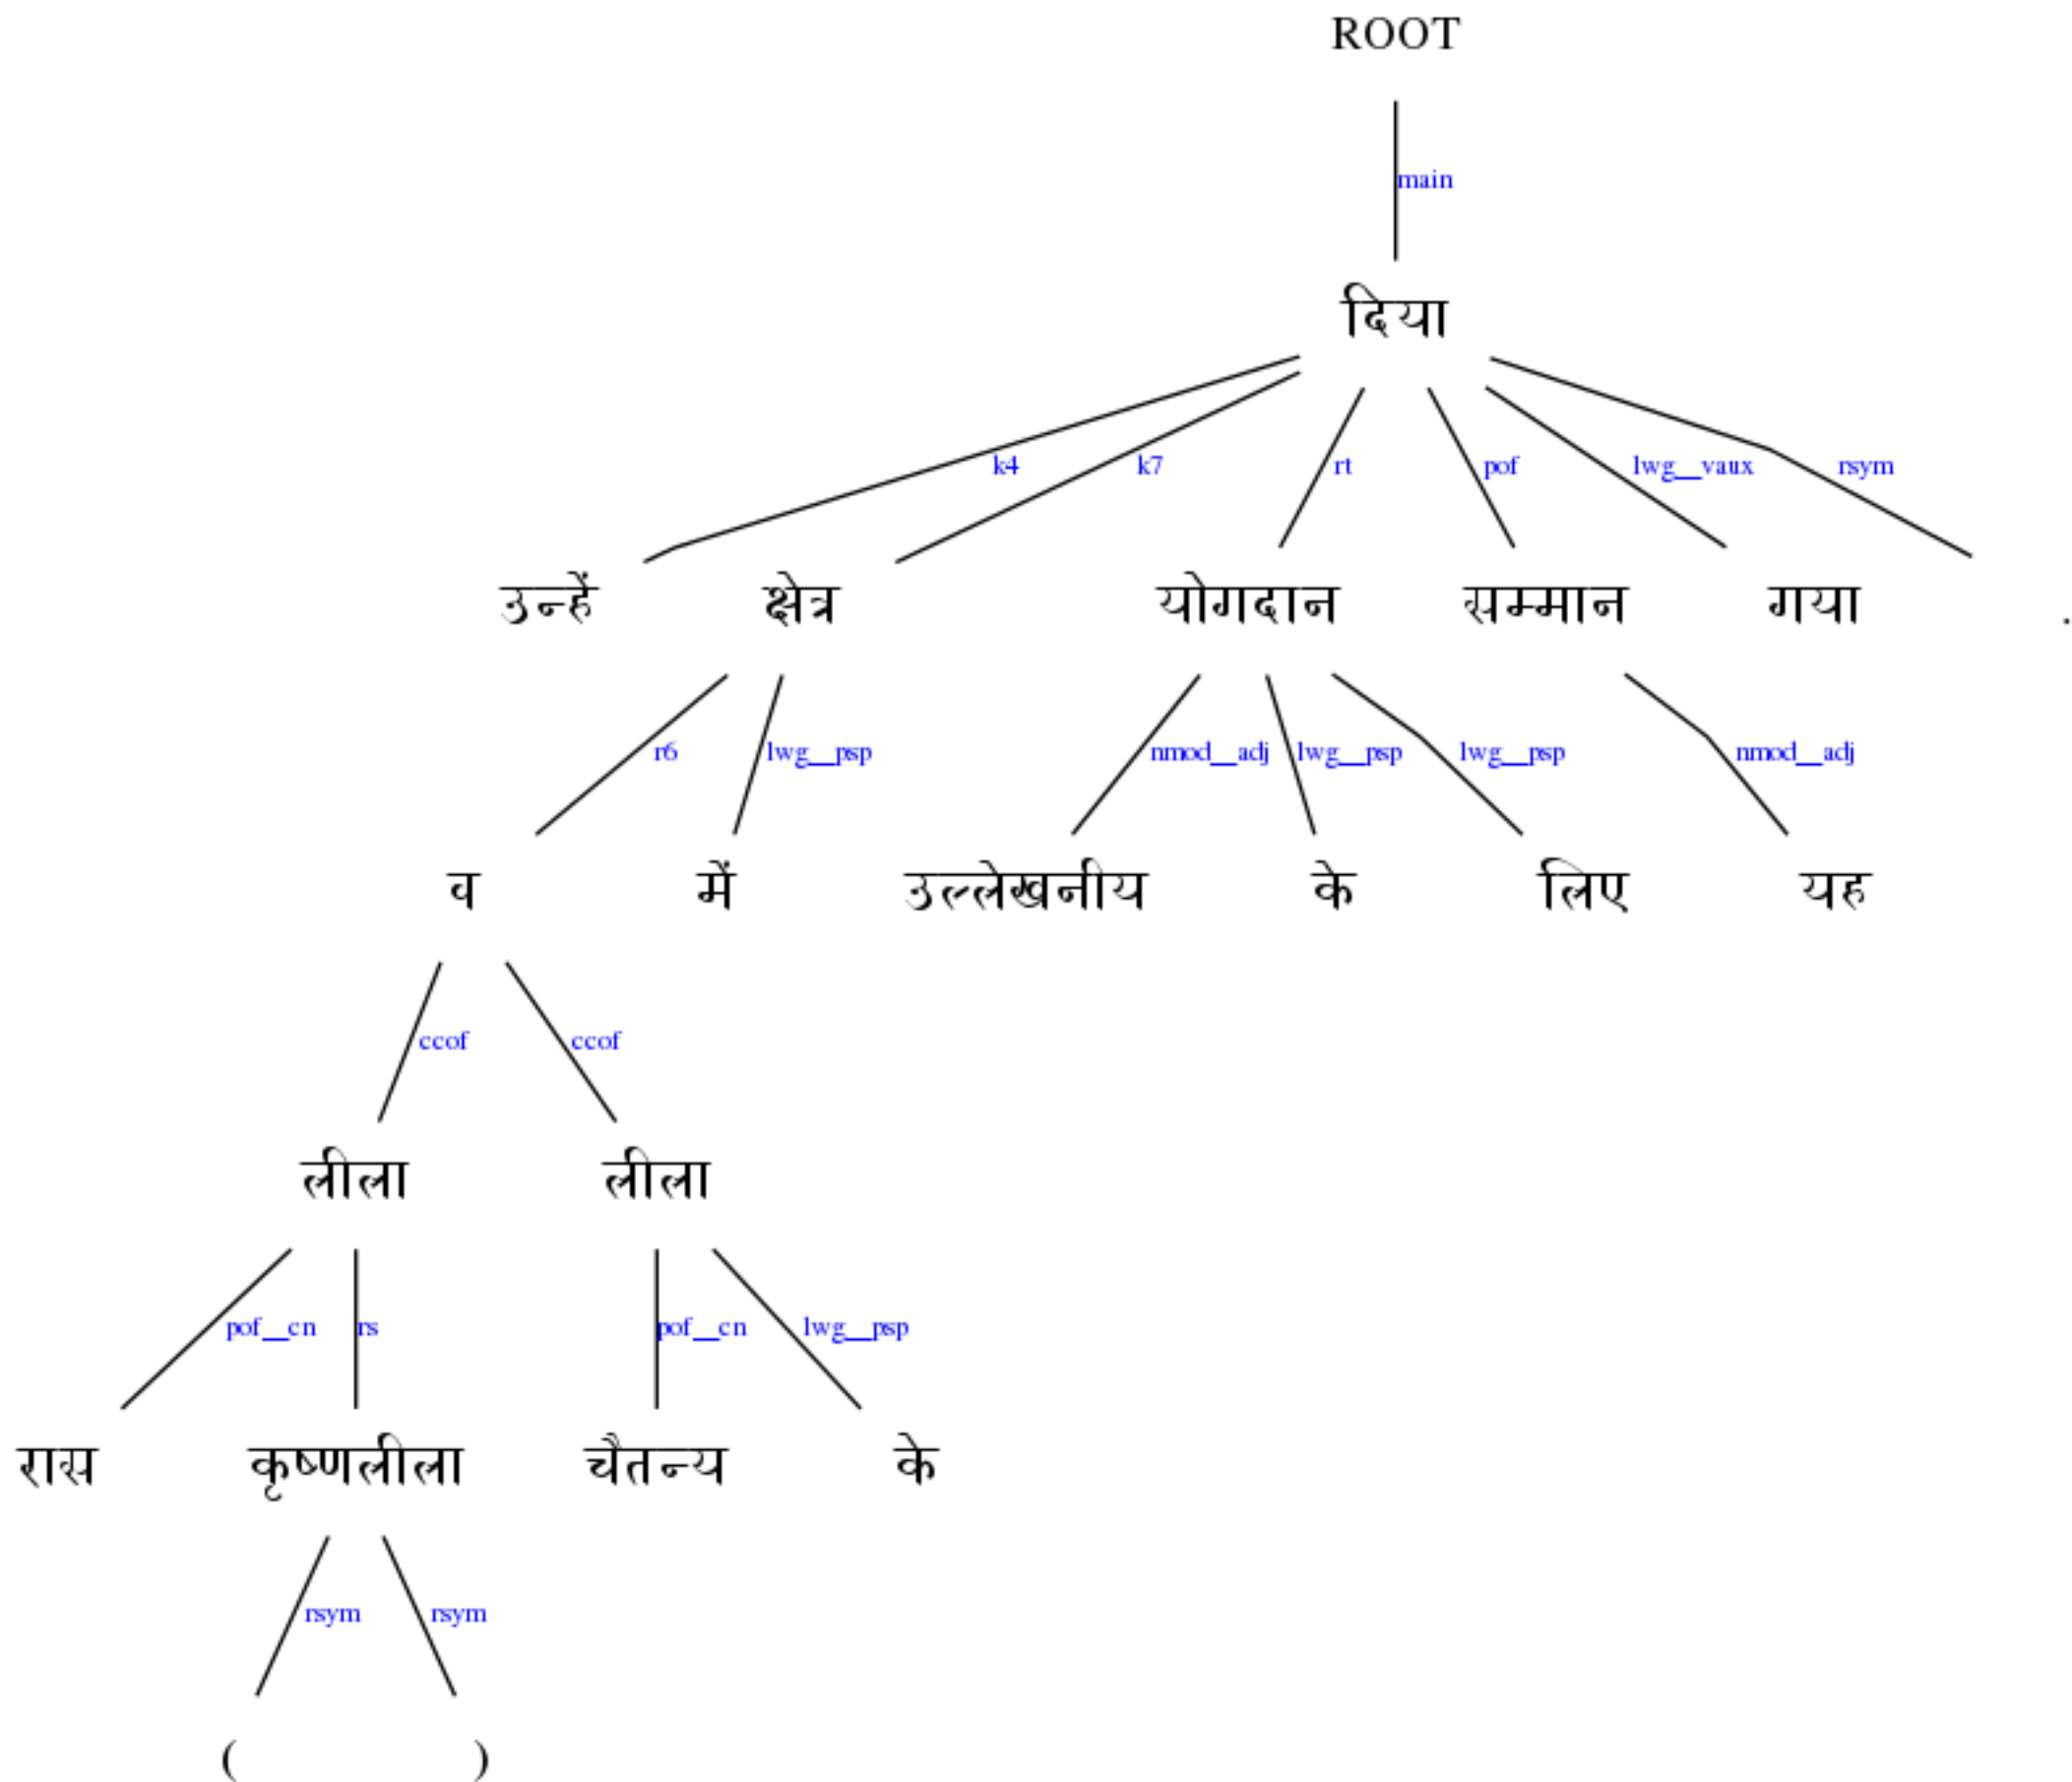 ROOT
main
दिया
k4 k7 rt pof lwg__vaux rsym
उन्हें क्षेत्र योगदान सम्मान गया .
r6 lwg__psp nmod__adj lwg__psp lwg__psp nmod__adj
व में उल्लेखनीय के लिए यह
ccof ccof
लीला लीला
pof__cn rs pof__cn lwg__psp
रास कृष्णलीला चैतन्य के
rsym rsym
( )